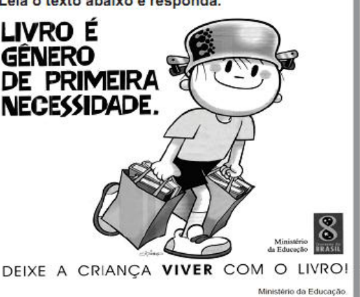 Leia o texto abaixo e responda.
LIVRO É
GÊNERO
DE PRIMEIRA
NECESSIDADE.
Ministério
da Educação
BRASIL
DEIXE A CRIANÇA VIVER COM O LIVRO!
Ministério da Educação.